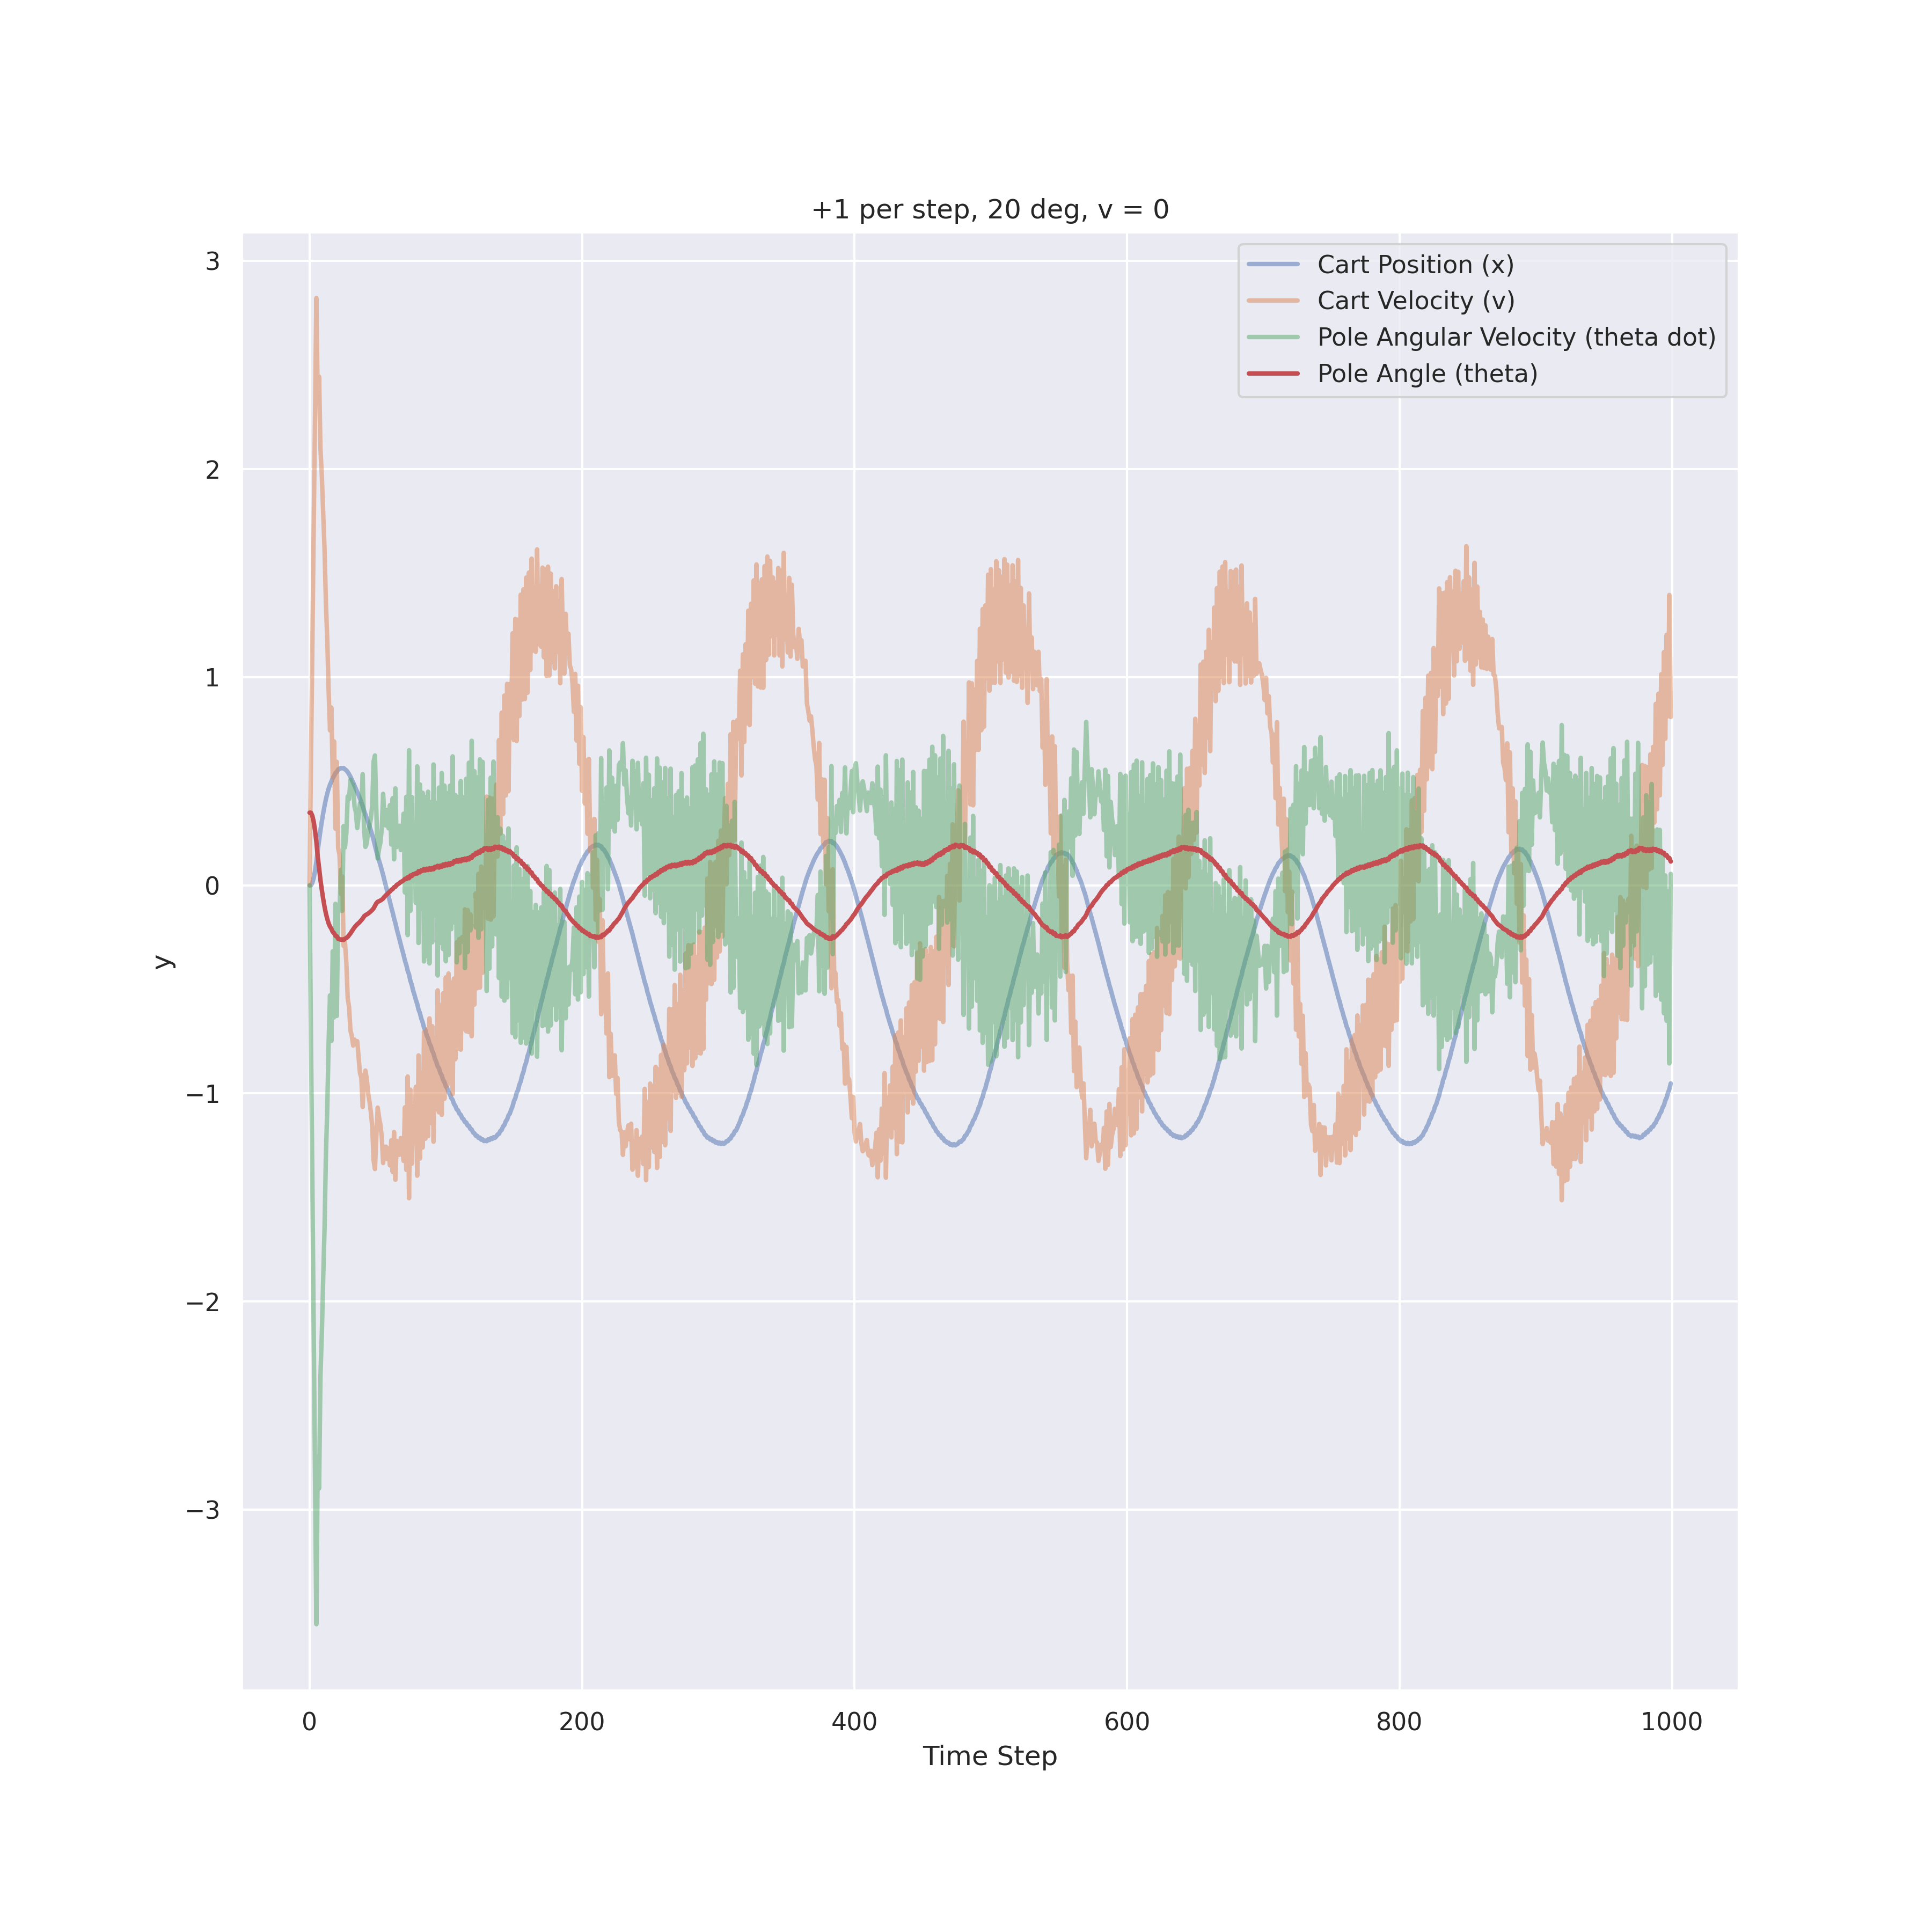 +1 per step, 20 deg, v = 0
Cart Position (x)
Cart Velocity (v)
Pole Angular Velocity (theta dot)
Pole Angle (theta)
3
2
1
0
−1
−2
−3
y
0 200 400 600 800 1000
Time Step